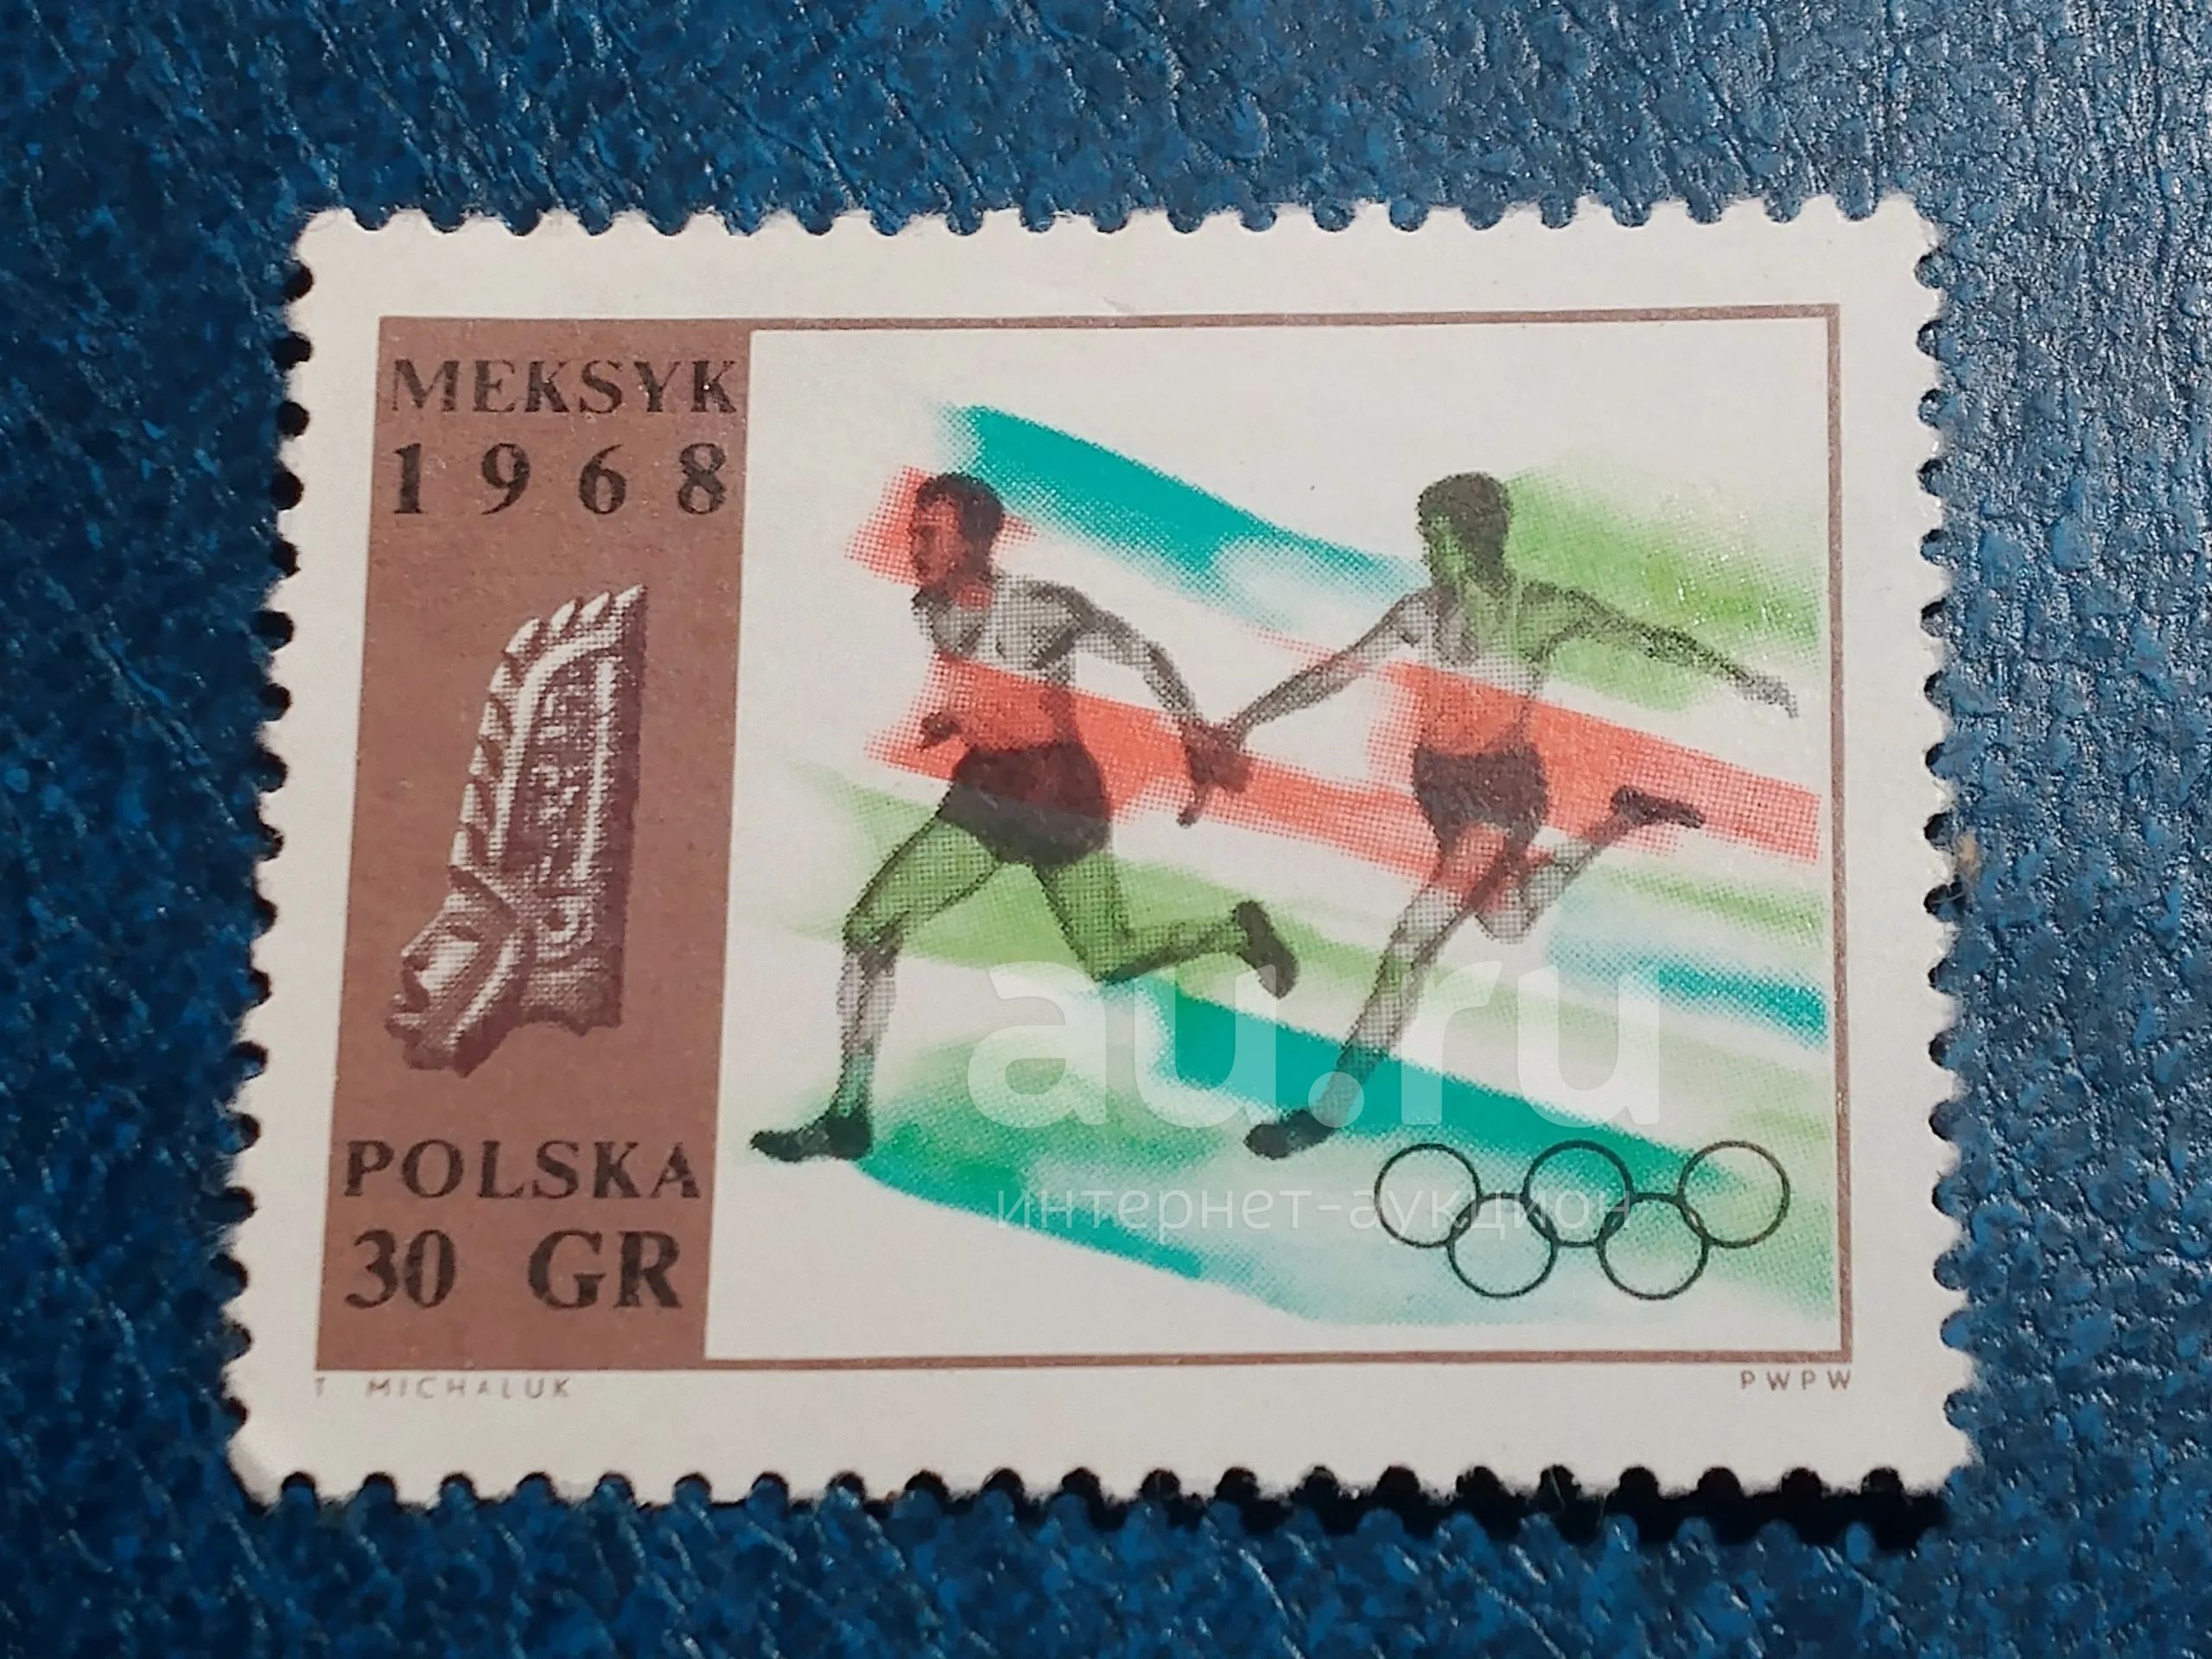 MEKSYK
1968
POLSKA
30 GR
T MICHALUK
PWPW
au.ru
интернет-аукцион